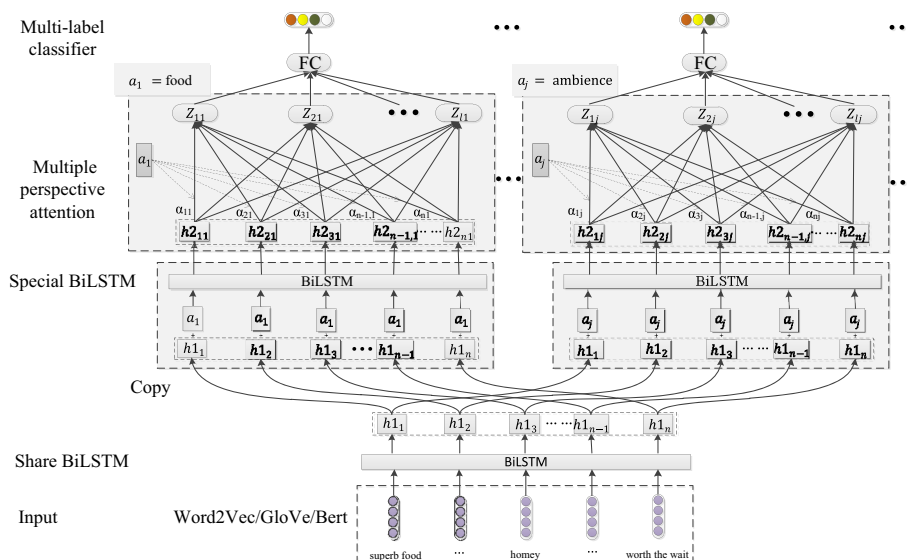 Multi-label
classifier
•••
••
FC
FC
a₁ = food
aⱼ = ambience
Z₁₁ Z₂₁ ••• Zₗ₁
Z₁ⱼ Z₂ⱼ ••• Zₗⱼ
Multiple
perspective
attention
a₁
aⱼ
•••
••
α₁₁ α₂₁ α₃₁ αₙ₋₁,₁ αₙ₁
α₁ⱼ α₂ⱼ α₃ⱼ αₙ₋₁,ⱼ αₙⱼ
h2₁₁ h2₂₁ h2₃₁ h2ₙ₋₁,₁ ⋯⋯ h2ₙ₁
h2₁ⱼ h2₂ⱼ h2₃ⱼ h2ₙ₋₁,ⱼ ⋯⋯ h2ₙⱼ
Special BiLSTM
BiLSTM
BiLSTM
a₁ a₁ a₁ a₁ a₁
aⱼ aⱼ aⱼ aⱼ aⱼ
h1₁ h1₂ h1₃ ••• h1ₙ₋₁ h1ₙ
h1₁ h1₂ h1₃ ⋯⋯ h1ₙ₋₁ h1ₙ
Copy
h1₁ h1₂ h1₃ ⋯⋯ h1ₙ₋₁ h1ₙ
Share BiLSTM
BiLSTM
Input
Word2Vec/GloVe/Bert
superb food ... homey ... worth the wait